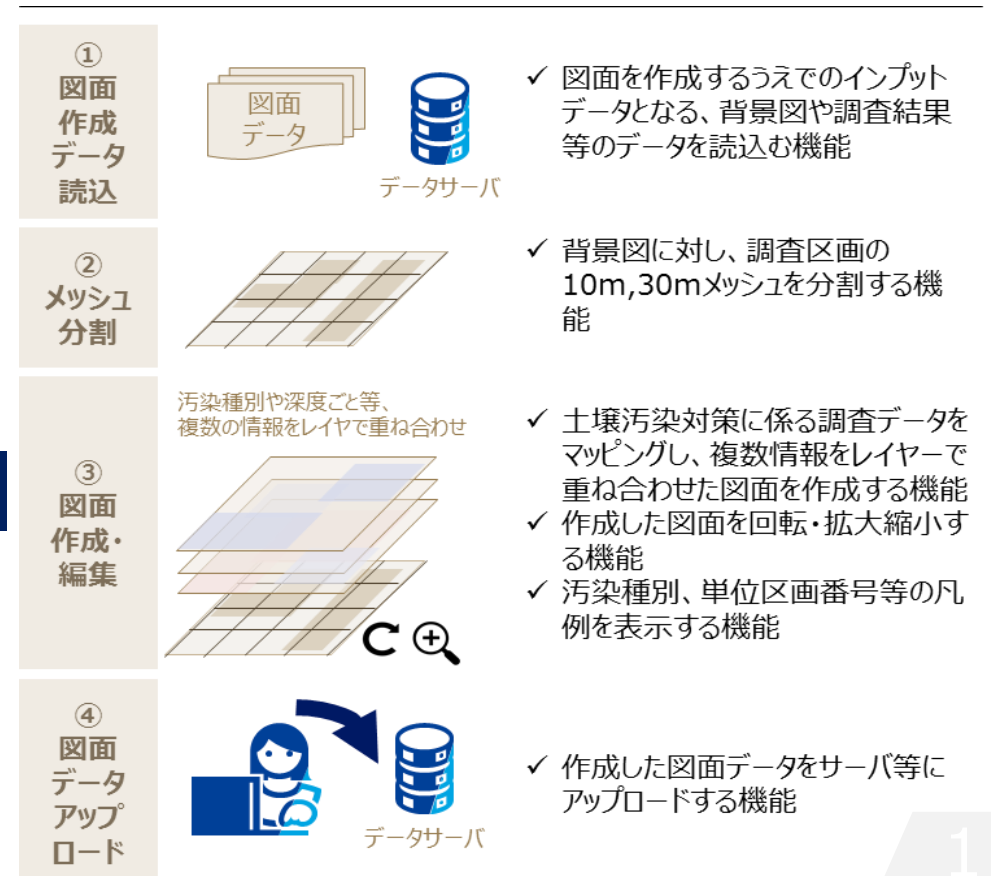 ①
図面
作成
データ
読込
図面
データ
データサーバ
✓ 図面を作成するうえでのインプット
データとなる、背景図や調査結果
等のデータを読込む機能
②
メッシュ
分割
✓ 背景図に対し、調査区画の
10m,30mメッシュを分割する機
能
③
図面
作成・
編集
汚染種別や深度ごと等、
複数の情報をレイヤで重ね合わせ
✓ 土壌汚染対策に係る調査データを
マッピングし、複数情報をレイヤーで
重ね合わせた図面を作成する機能
✓ 作成した図面を回転・拡大縮小す
る機能
✓ 汚染種別、単位区画番号等の凡
例を表示する機能
④
図面
データ
アップ
ロード
データサーバ
✓ 作成した図面データをサーバ等に
アップロードする機能
1